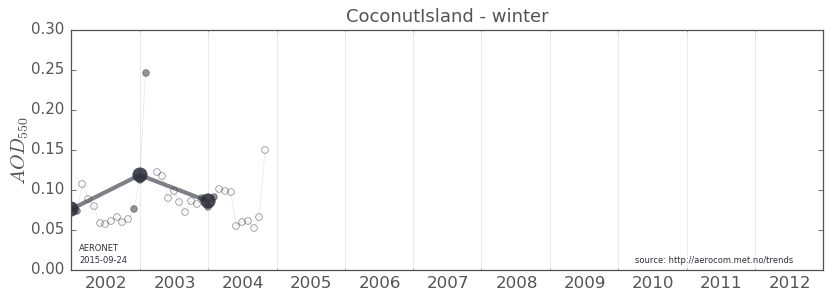 CoconutIsland - winter
0.30
0.25
0.20
0.15
0.10
0.05
0.00
AOD550
AERONET
2015-09-24
source: http://aerocom.met.no/trends
2002 2003 2004 2005 2006 2007 2008 2009 2010 2011 2012